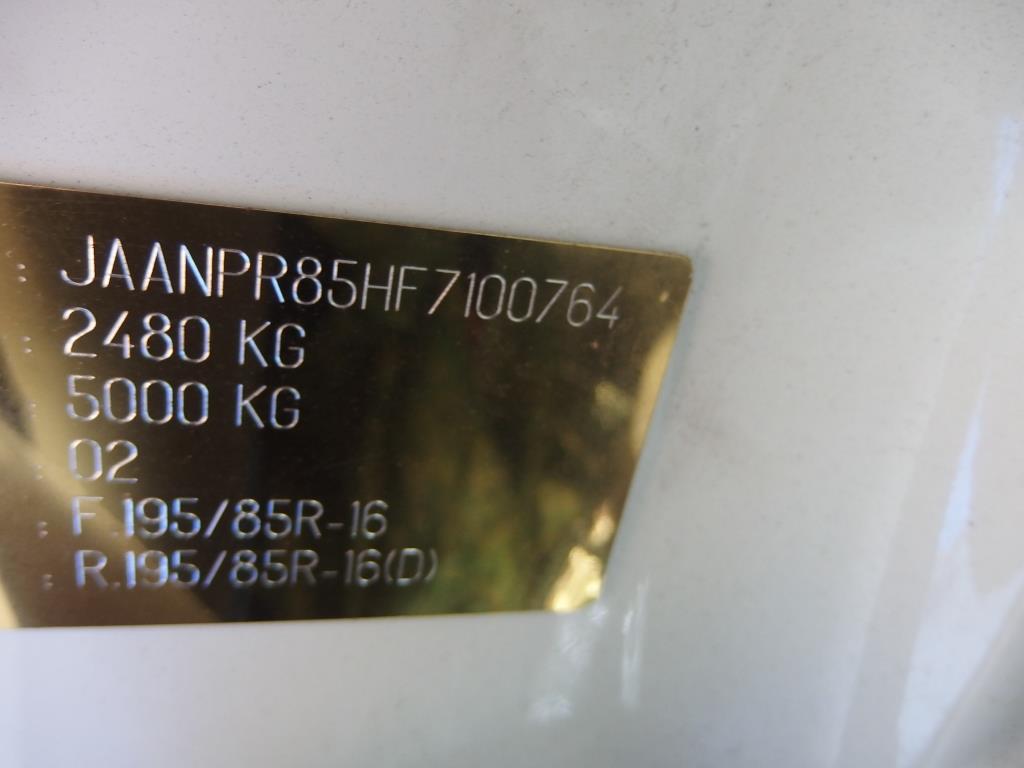 : JAANPR85HF7100764
: 2480 KG
: 5000 KG
: 02
: F.195/85R-16
: R.195/85R-16(D)